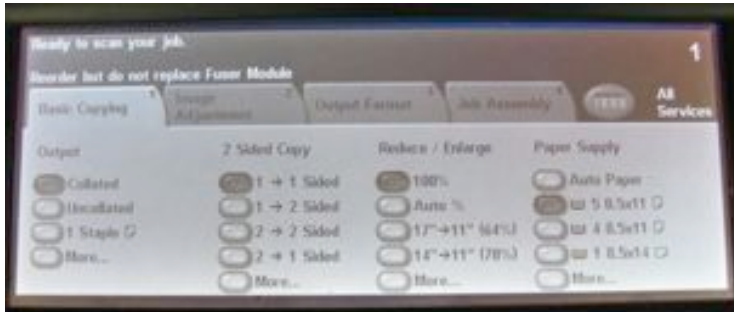 Ready to scan your job.
1
Reorder but do not replace Fuser Module
Basic Copying
Image Adjustment
Output Format
Job Assembly
All Services
Output
Collated
Uncollated
1 Staple
More...
2 Sided Copy
1 → 1 Sided
1 → 2 Sided
2 → 2 Sided
2 → 1 Sided
More...
Reduce / Enlarge
100%
Auto %
17"→11" (64%)
14"→11" (78%)
More...
Paper Supply
Auto Paper
5 8.5x11
4 8.5x11
1 8.5x14
More...